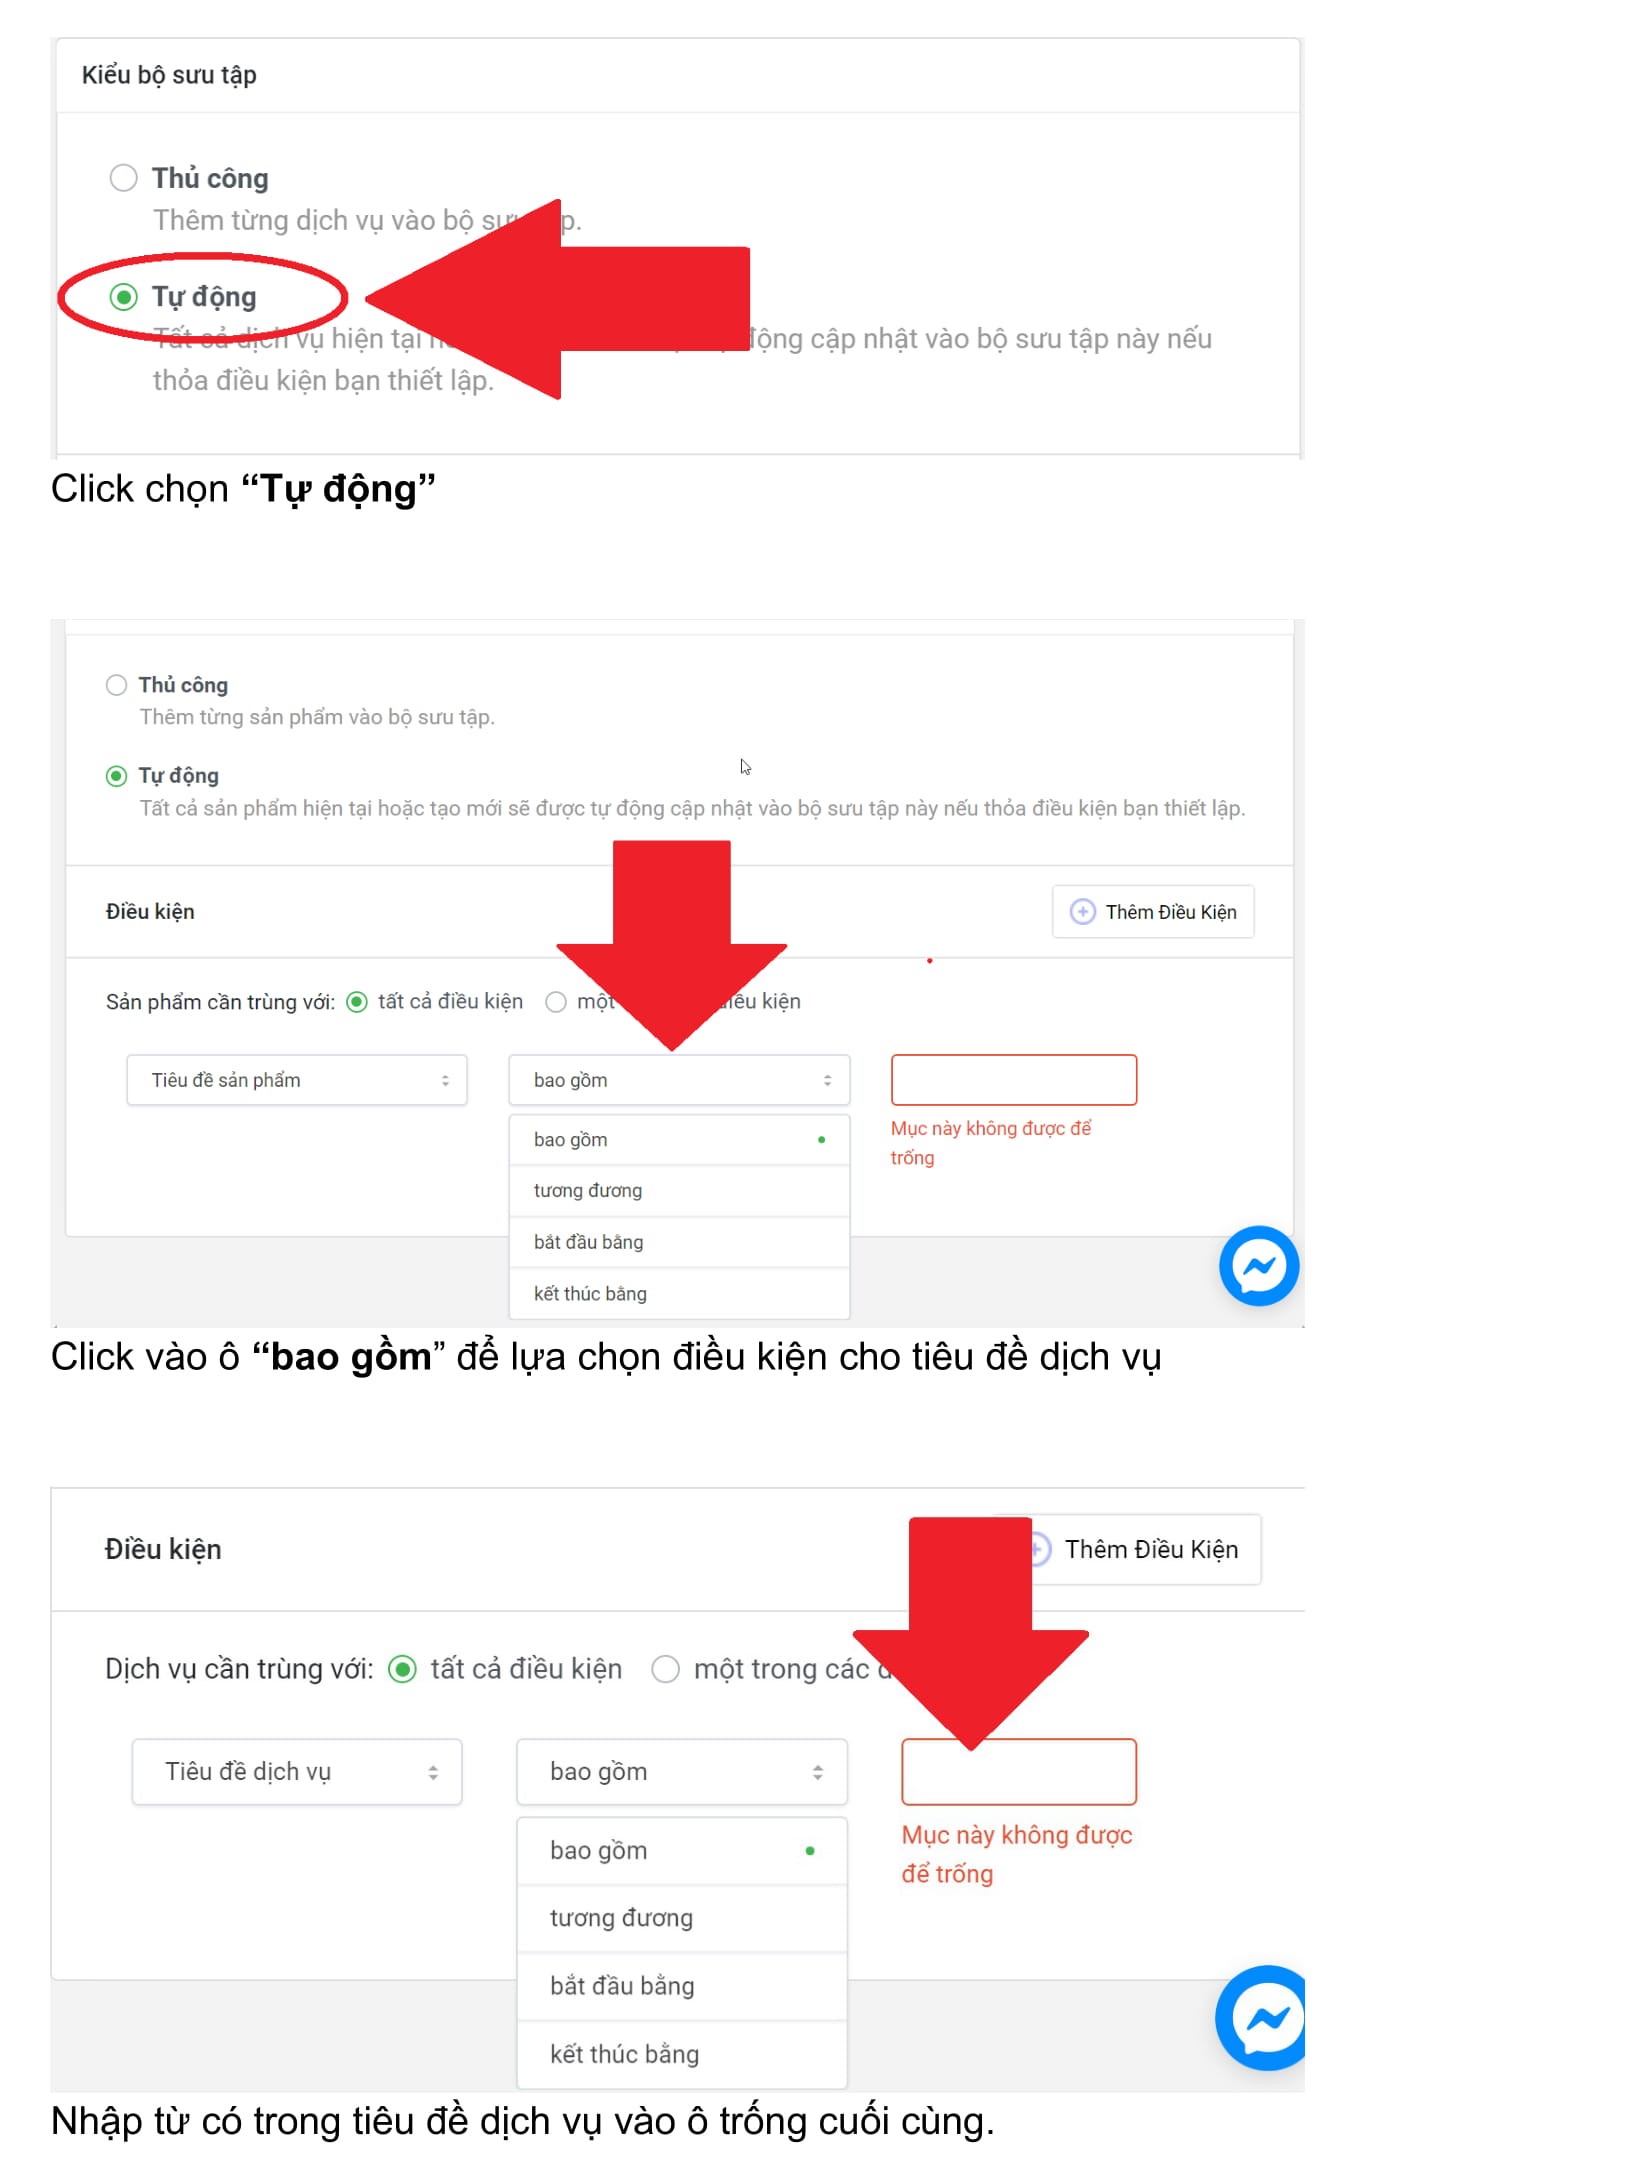 Kiểu bộ sưu tập
Thủ công
Thêm từng dịch vụ vào bộ
Tự động
Tất cả dịch vụ hiện tại động cập nhật vào bộ sưu tập này nếu
thỏa điều kiện bạn thiết lập.
Click chọn “Tự động”
Thủ công
Thêm từng sản phẩm vào bộ sưu tập.
Tự động
Tất cả sản phẩm hiện tại hoặc tạo mới sẽ được tự động cập nhật vào bộ sưu tập này nếu thỏa điều kiện bạn thiết lập.
Điều kiện
Thêm Điều Kiện
Sản phẩm cần trùng với: tất cả điều kiện một điều kiện
Tiêu đề sản phẩm
bao gồm
bao gồm
Mục này không được để
trống
tương đương
bắt đầu bằng
kết thúc bằng
Click vào ô “bao gồm” để lựa chọn điều kiện cho tiêu đề dịch vụ
Điều kiện
Thêm Điều Kiện
Dịch vụ cần trùng với: tất cả điều kiện một trong các
Tiêu đề dịch vụ
bao gồm
bao gồm
Mục này không được
để trống
tương đương
bắt đầu bằng
kết thúc bằng
Nhập từ có trong tiêu đề dịch vụ vào ô trống cuối cùng.